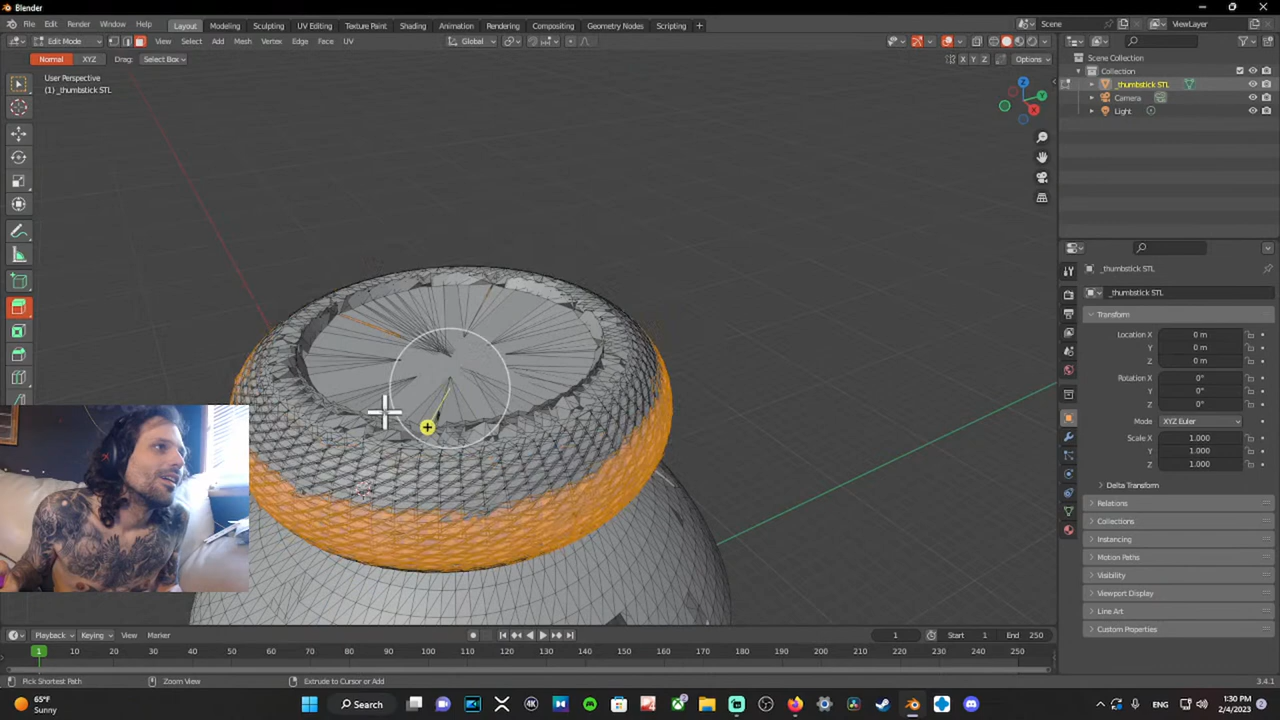 Blender
File Edit Render Window Help Layout Modeling Sculpting UV Editing Texture Paint Shading Animation Rendering Compositing Geometry Nodes Scripting + Scene ViewLayer
Edit Mode View Select Add Mesh Vertex Edge Face UV Global
Normal XYZ Drag: Select Box X Y Z Options
User Perspective
(1) _thumbstick STL
Scene Collection
Collection
_thumbstick STL
Camera
Light
_thumbstick STL
_thumbstick STL
Transform
Location X 0 m
Y 0 m
Z 0 m
Rotation X 0°
Y 0°
Z 0°
Mode XYZ Euler
Scale X 1.000
Y 1.000
Z 1.000
Delta Transform
Relations
Collections
Instancing
Motion Paths
Visibility
Viewport Display
Line Art
Custom Properties
Playback Keying View Marker 1 Start 1 End 250
1 10 20 30 40 50 60 70 80 90 100 110 120 130 140 150 160 170 180 190 200 210 220 230 240 250
Pick Shortest Path Zoom View Extrude to Cursor or Add 3.4.1
65°F
Sunny
Search
1:30 PM
2/4/2023